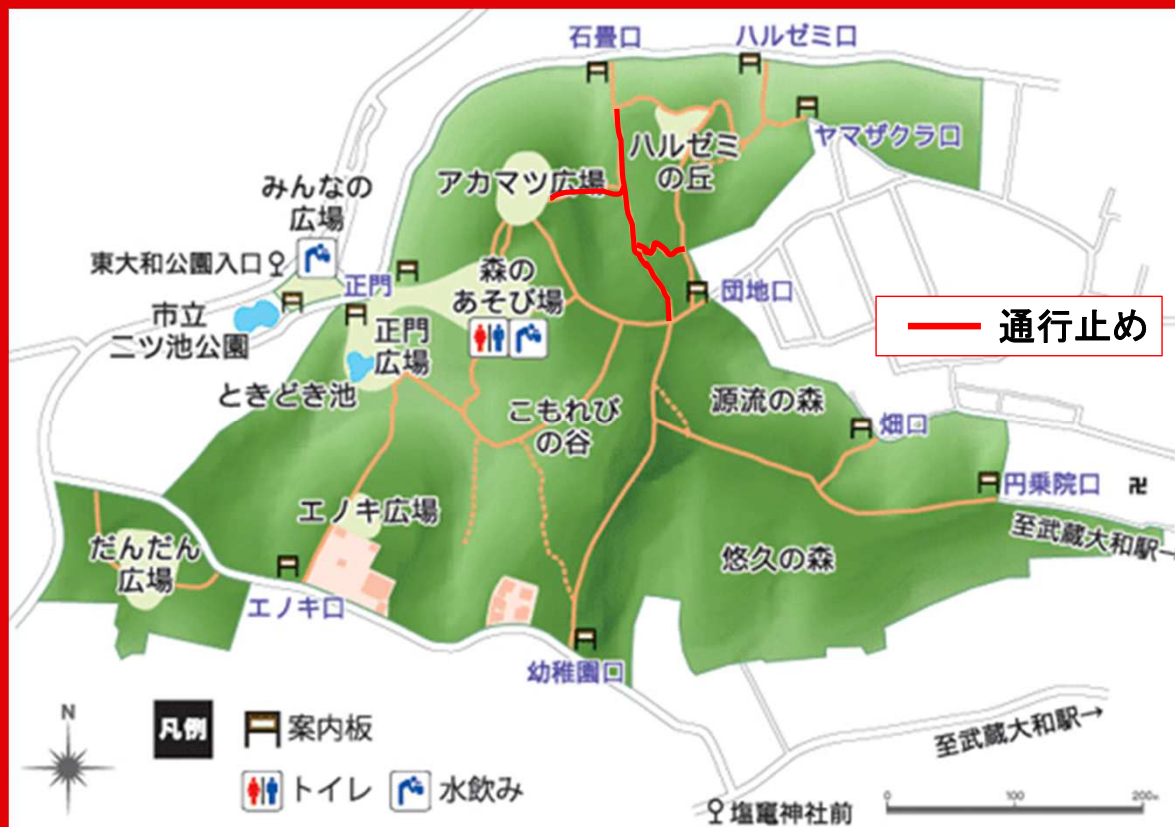 石畳口
ハルゼミ口
ヤマザクラ口
ハルゼミ
の丘
アカマツ広場
みんなの
広場
東大和公園入口
正門
森の
あそび場
団地口
市立
二ツ池公園
正門
広場
通行止め
ときどき池
こもれび
の谷
源流の森
畑口
円乗院口
卍
至武蔵大和駅→
エノキ広場
だんだん
広場
悠久の森
エノキ口
幼稚園口
N
凡例
案内板
至武蔵大和駅→
トイレ
水飲み
塩竈神社前
0
100
200m